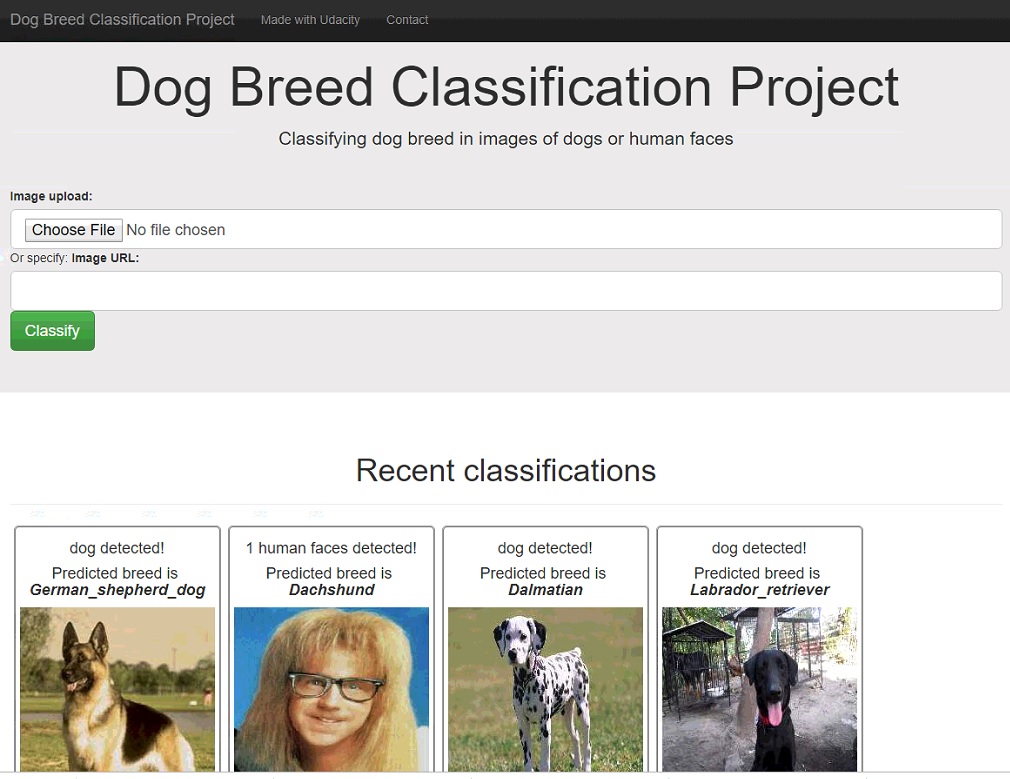 Dog Breed Classification Project Made with Udacity Contact
Dog Breed Classification Project
Classifying dog breed in images of dogs or human faces
Image upload:
Choose File No file chosen
Or specify: Image URL:
Classify
Recent classifications
dog detected!
Predicted breed is
German_shepherd_dog
1 human faces detected!
Predicted breed is
Dachshund
dog detected!
Predicted breed is
Dalmatian
dog detected!
Predicted breed is
Labrador_retriever